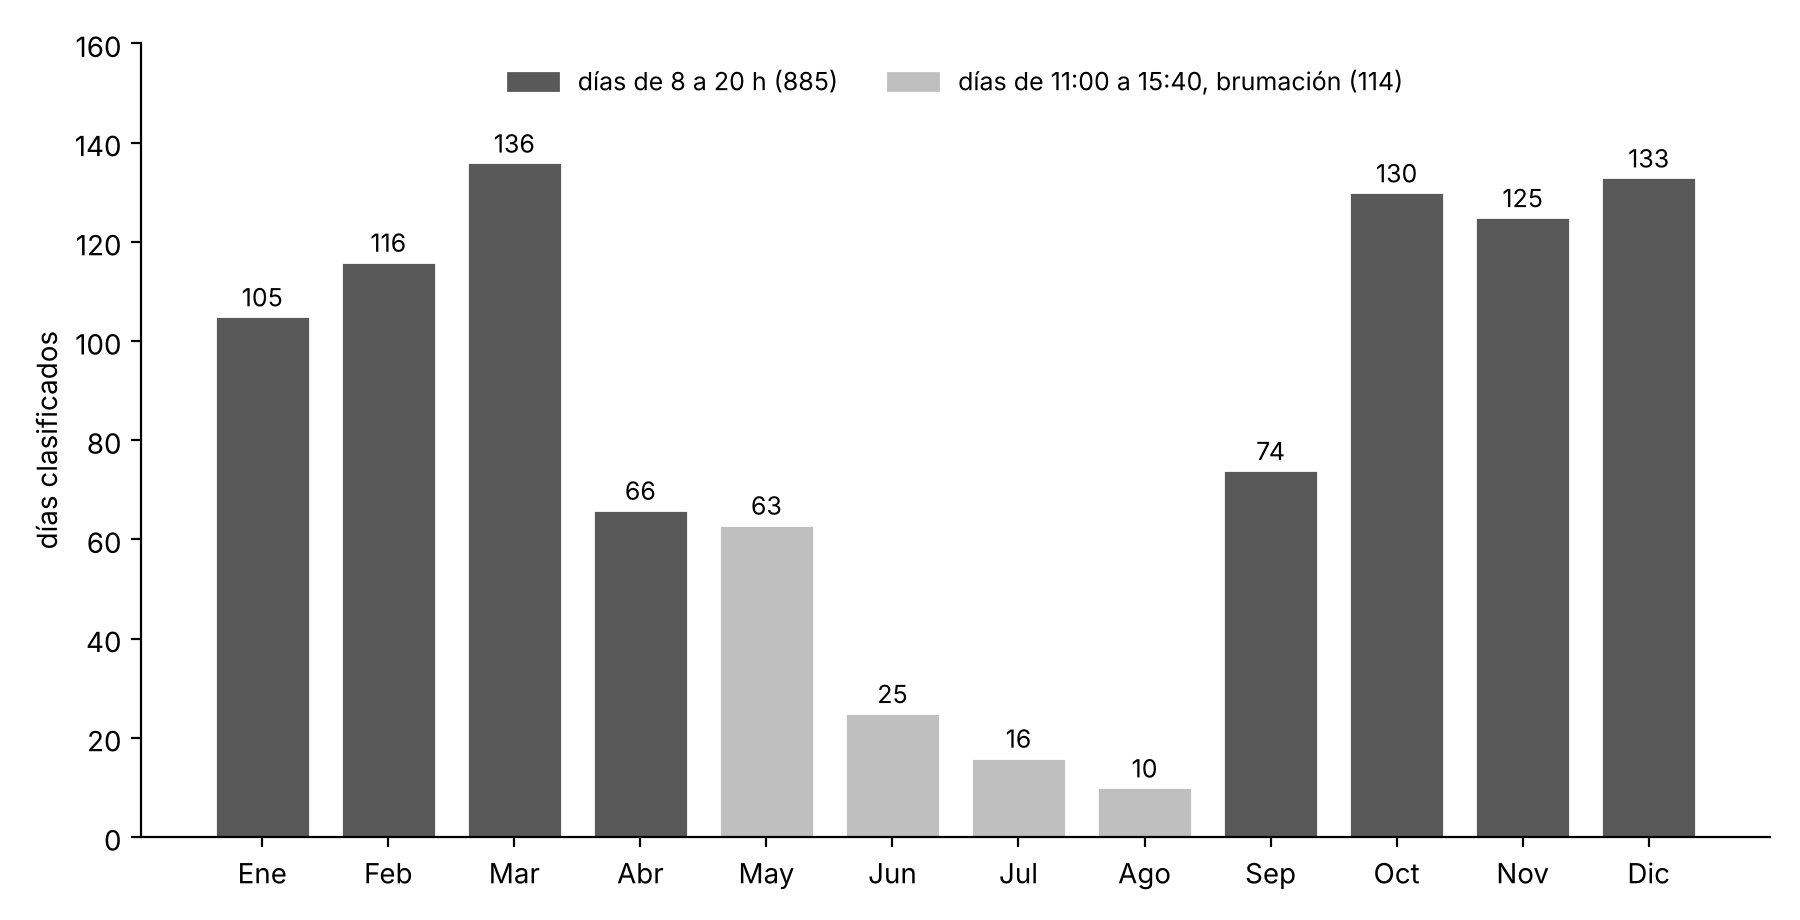 días clasificados
160
140
120
100
80
60
40
20
0
días de 8 a 20 h (885)
días de 11:00 a 15:40, brumación (114)
105
116
136
66
63
25
16
10
74
130
125
133
Ene
Feb
Mar
Abr
May
Jun
Jul
Ago
Sep
Oct
Nov
Dic